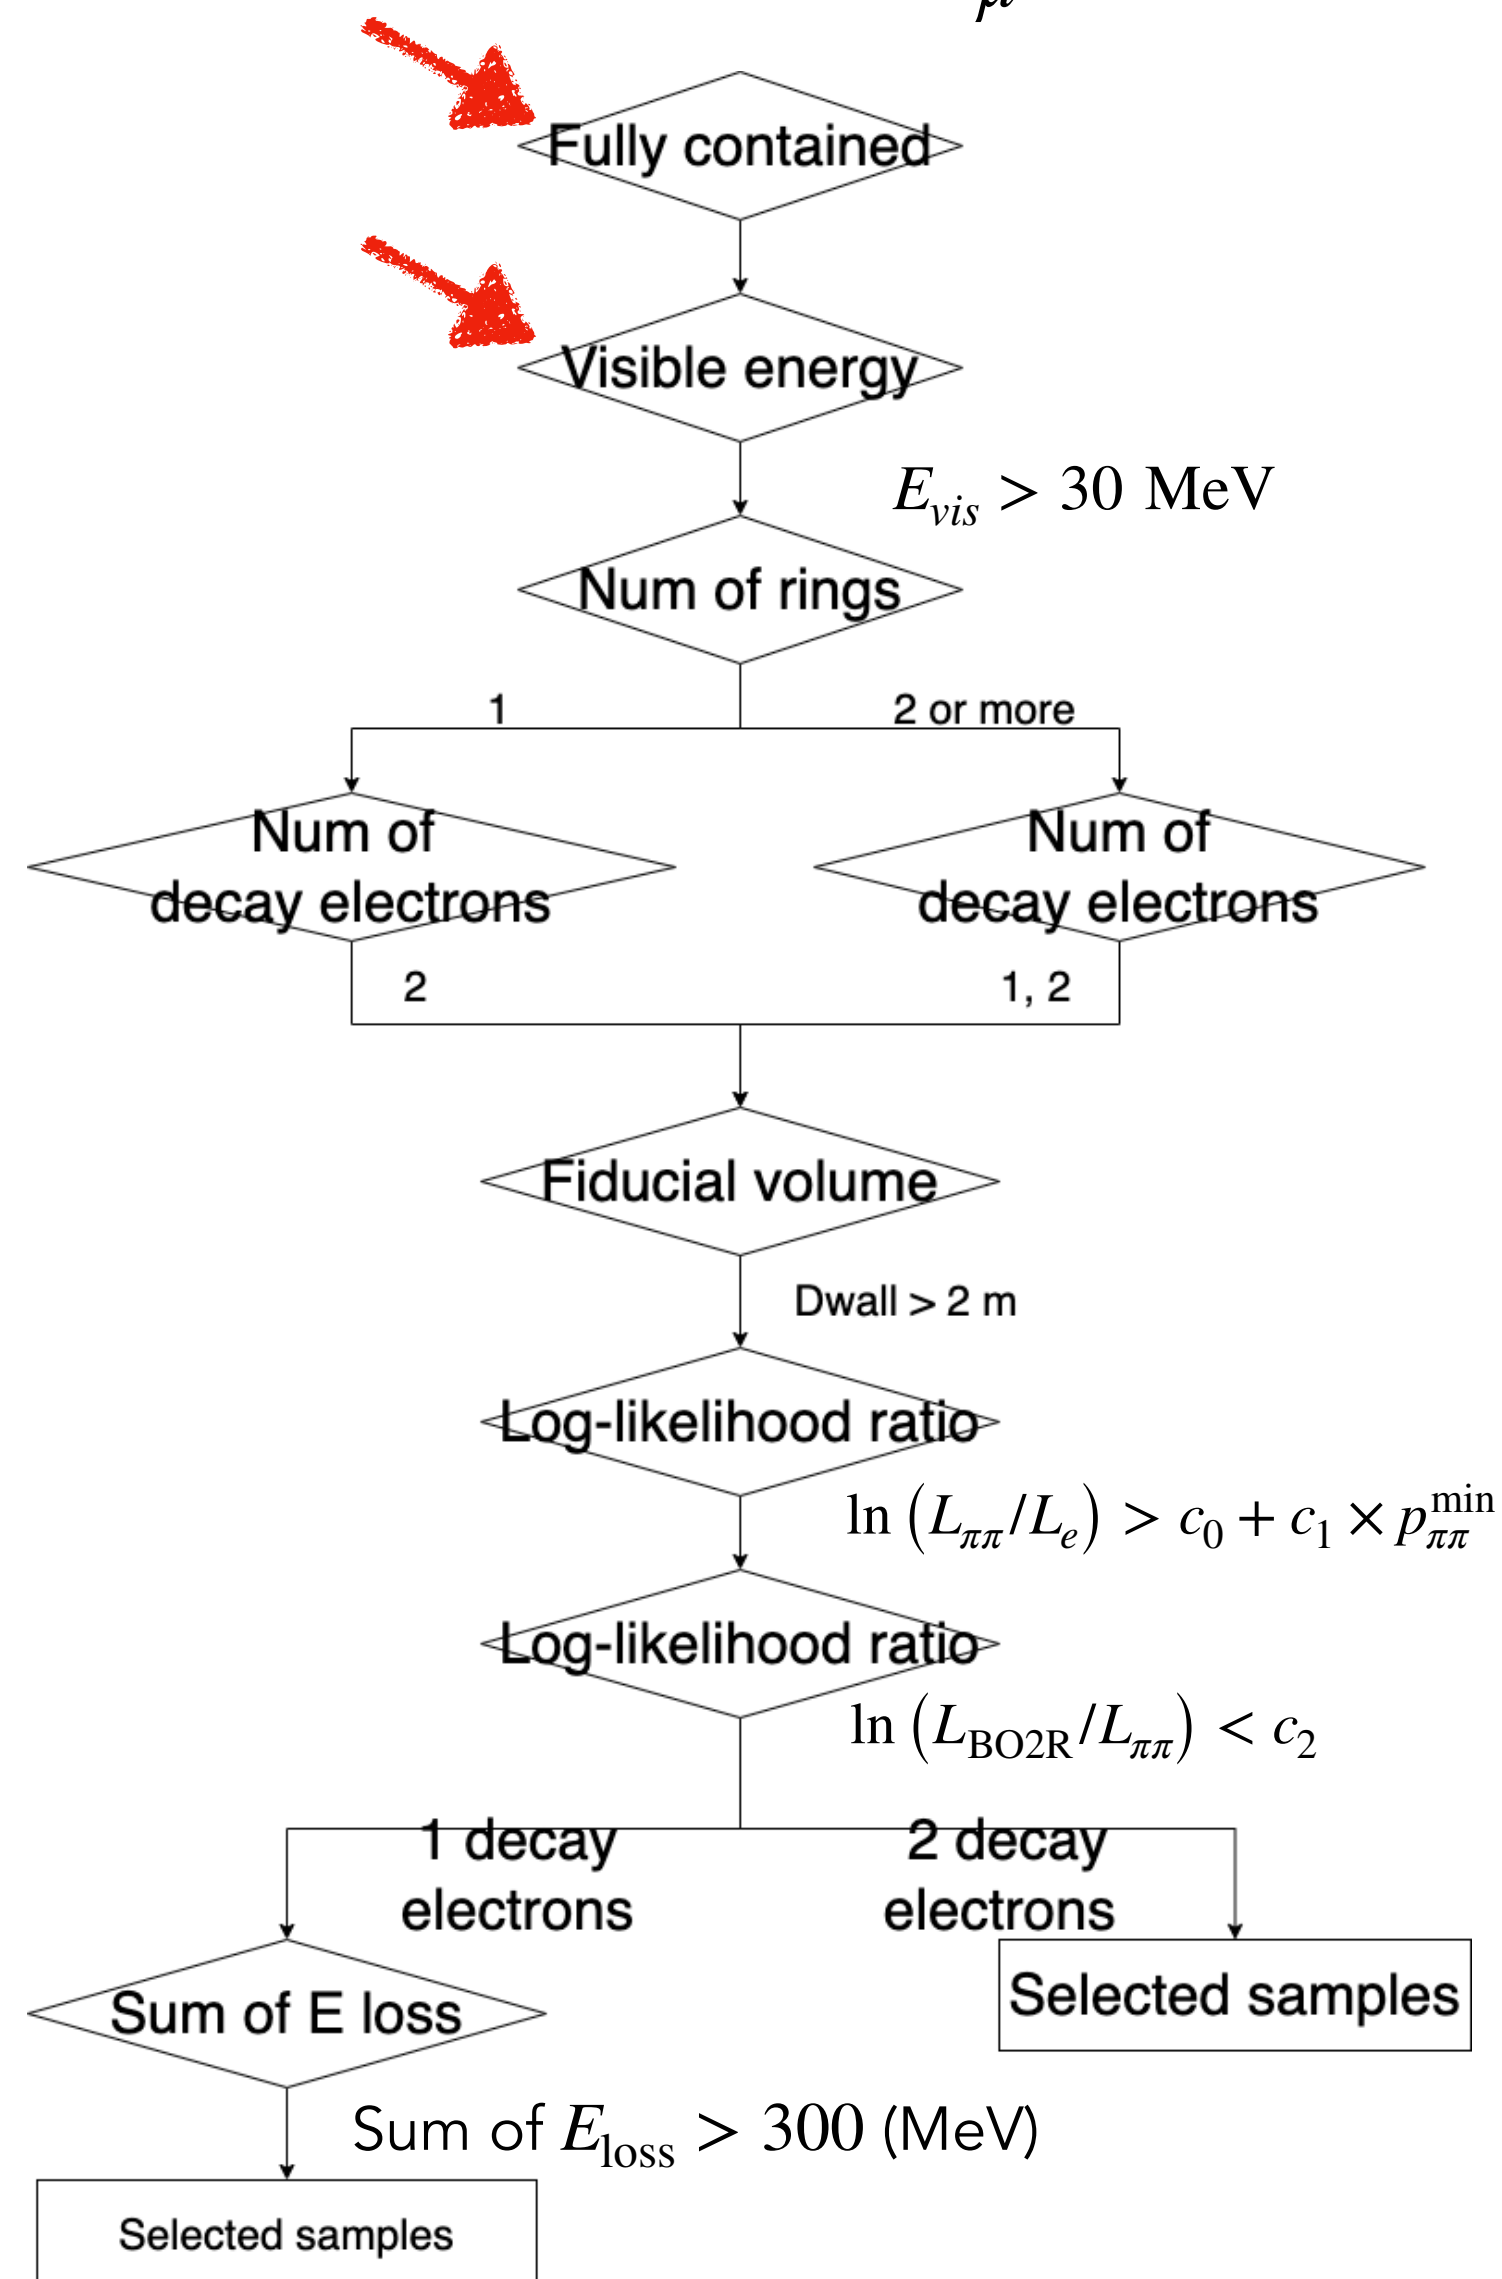 μ
Fully contained
Visible energy
E_vis > 30 MeV
Num of rings
1
2 or more
Num of
decay electrons
Num of
decay electrons
2
1, 2
Fiducial volume
Dwall > 2 m
Log-likelihood ratio
ln (L_ππ/L_e) > c_0 + c_1 × p_ππ^min
Log-likelihood ratio
ln (L_BO2R/L_ππ) < c_2
1 decay
electrons
2 decay
electrons
Sum of E loss
Selected samples
Sum of E_loss > 300 (MeV)
Selected samples